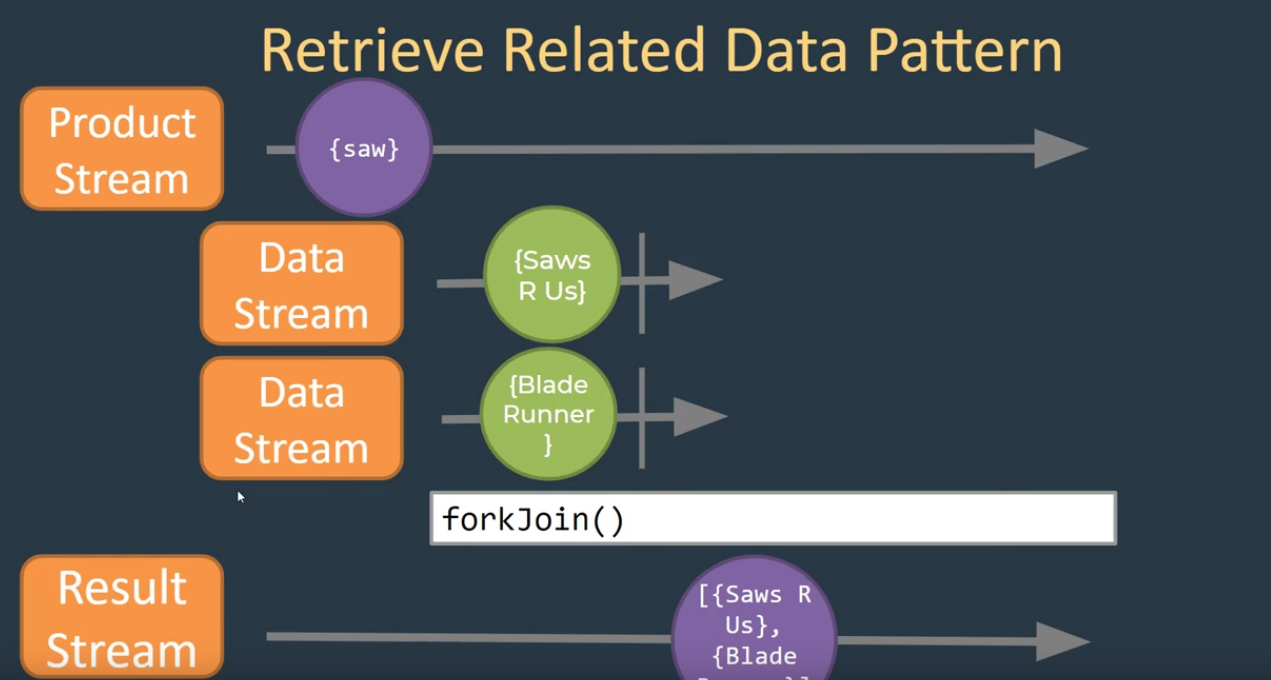 Retrieve Related Data Pattern
Product
Stream
{saw}
Data
Stream
{Saws
R Us}
Data
Stream
{Blade
Runner
}
forkJoin()
Result
Stream
[{Saws R
Us},
{Blade